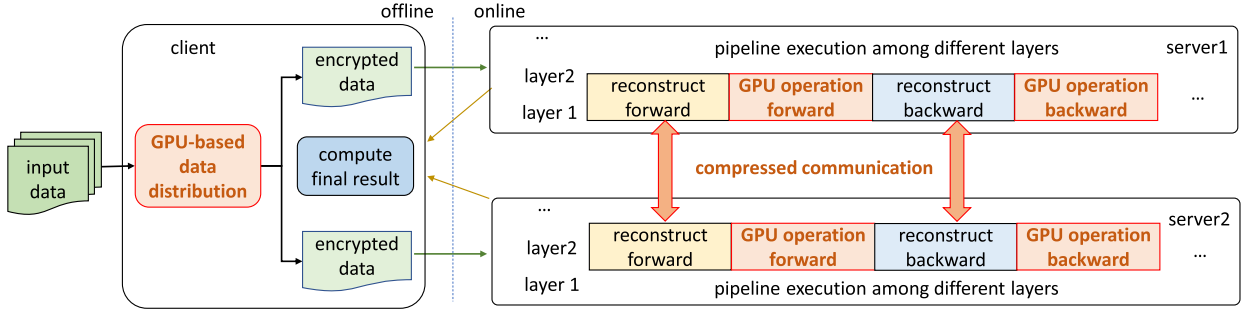 offline
online
client
input
data
GPU-based
data
distribution
encrypted
data
compute
final result
encrypted
data
...
pipeline execution among different layers
server1
layer2
layer 1
reconstruct
forward
GPU operation
forward
reconstruct
backward
GPU operation
backward
...
compressed communication
...
server2
layer2
layer 1
reconstruct
forward
GPU operation
forward
reconstruct
backward
GPU operation
backward
...
pipeline execution among different layers